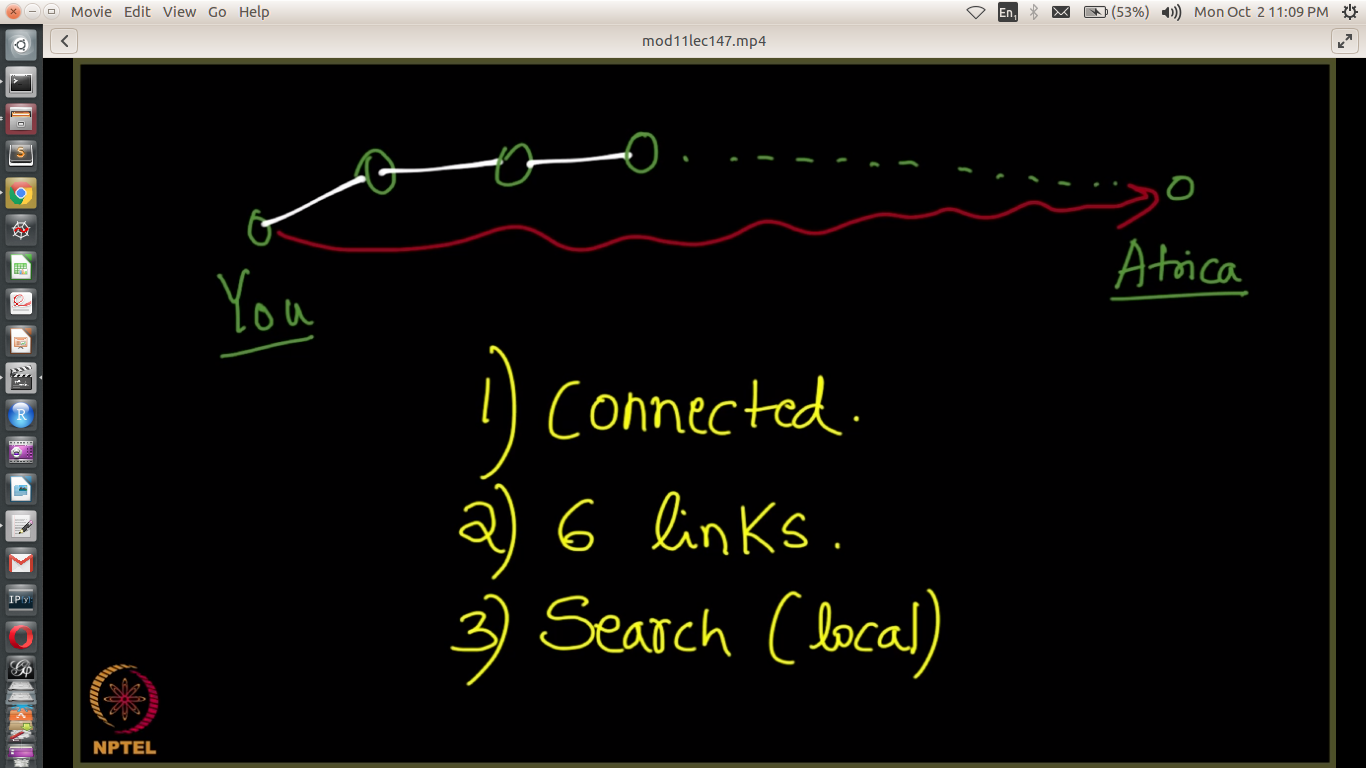 Movie Edit View Go Help
En1 (53%) Mon Oct 2 11:09 PM
mod11lec147.mp4
You
Africa
1) Connected.
2) 6 links.
3) Search (local)
NPTEL